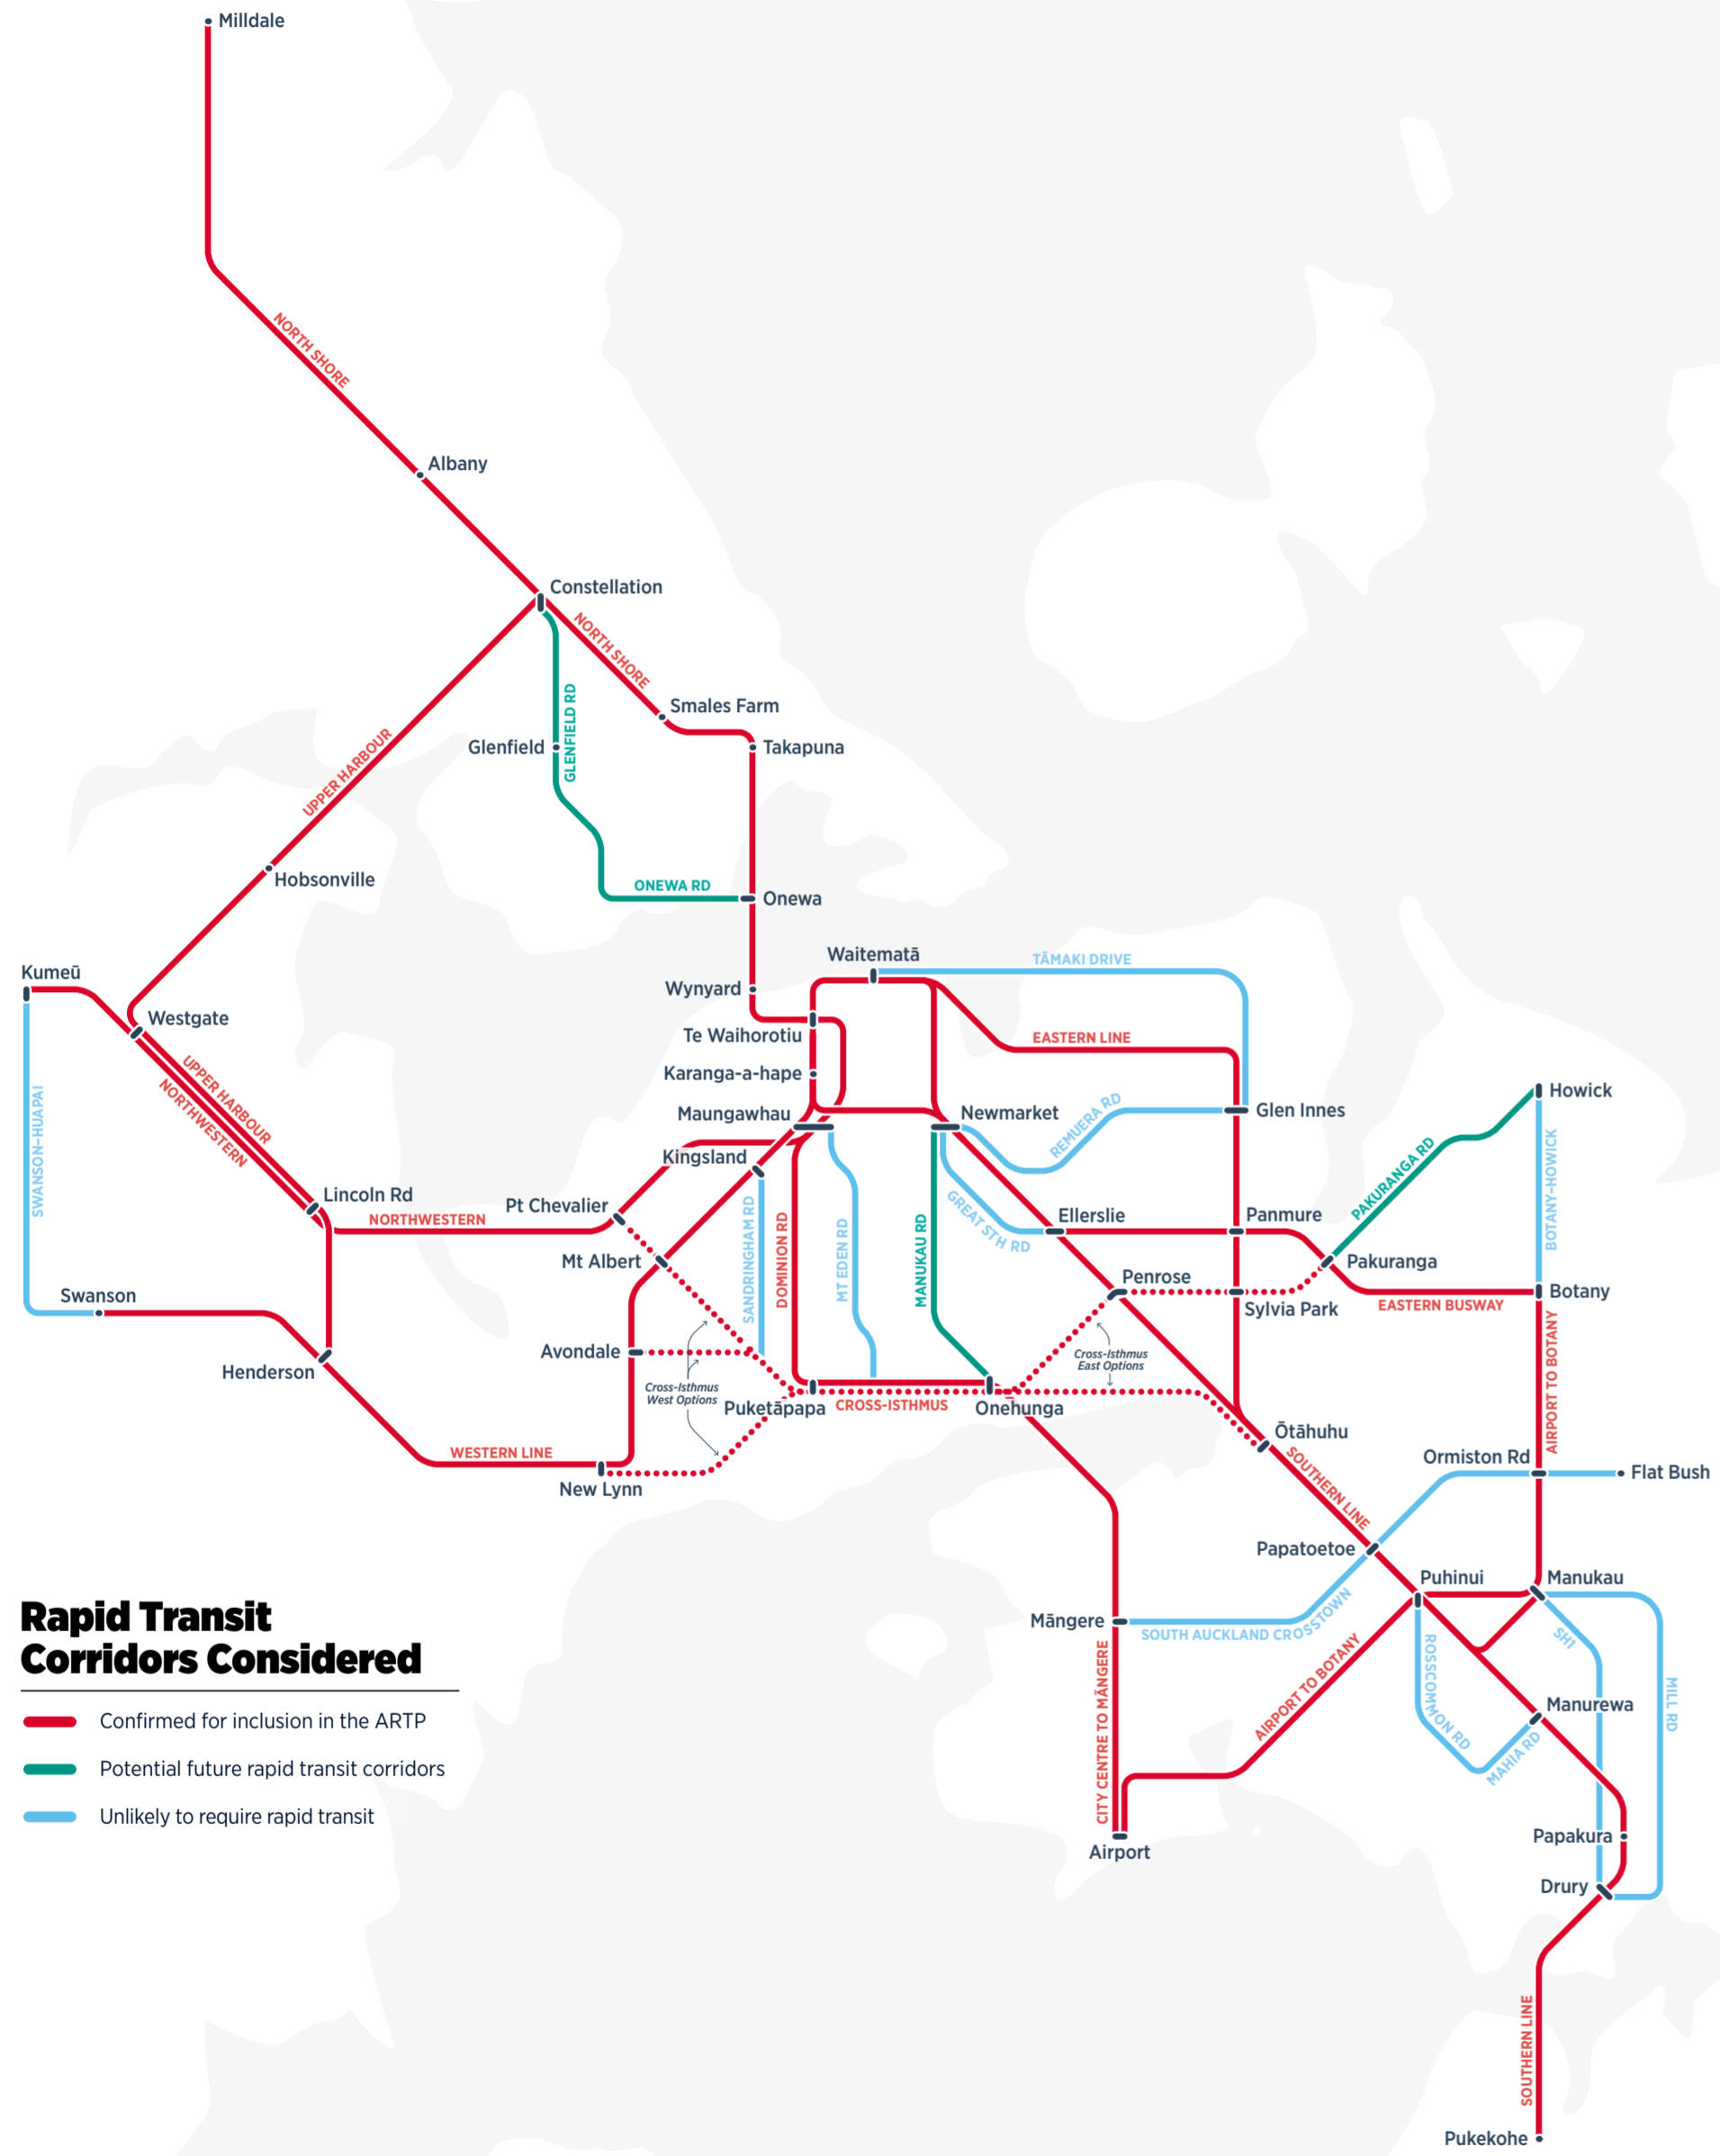 Milldale
NORTH SHORE
Albany
Constellation
NORTH SHORE
Smales Farm
GLENFIELD RD
Glenfield
Takapuna
UPPER HARBOUR
Hobsonville
ONEWA RD
Onewa
Waitematā
TĀMAKI DRIVE
Kumeū
Wynyard
Westgate
Te Waihorotiu
EASTERN LINE
UPPER HARBOUR
NORTHWESTERN
Karanga-a-hape
Howick
SWANSON–HUAPAI
Maungawhau
Newmarket
REMUERA RD
Glen Innes
Kingsland
PAKURANGA RD
BOTANY–HOWICK
Lincoln Rd
Pt Chevalier
NORTHWESTERN
GREAT STH RD
Ellerslie
Panmure
SANDRINGHAM RD
DOMINION RD
MT EDEN RD
MANUKAU RD
Mt Albert
Pakuranga
Penrose
Swanson
Sylvia Park
EASTERN BUSWAY
Botany
Avondale
Cross-Isthmus
East Options
Henderson
Cross-Isthmus
West Options
AIRPORT TO BOTANY
Puketāpapa
CROSS-ISTHMUS
Onehunga
Ōtāhuhu
WESTERN LINE
New Lynn
SOUTHERN LINE
Ormiston Rd
Flat Bush
Papatoetoe
Puhinui
Manukau
Māngere
SOUTH AUCKLAND CROSSTOWN
SH1
Rapid Transit
Corridors Considered
Confirmed for inclusion in the ARTP
Potential future rapid transit corridors
Unlikely to require rapid transit
CITY CENTRE TO MĀNGERE
AIRPORT TO BOTANY
ROSSCOMMON RD
MAHIA RD
Manurewa
MILL RD
Airport
Papakura
Drury
SOUTHERN LINE
Pukekohe